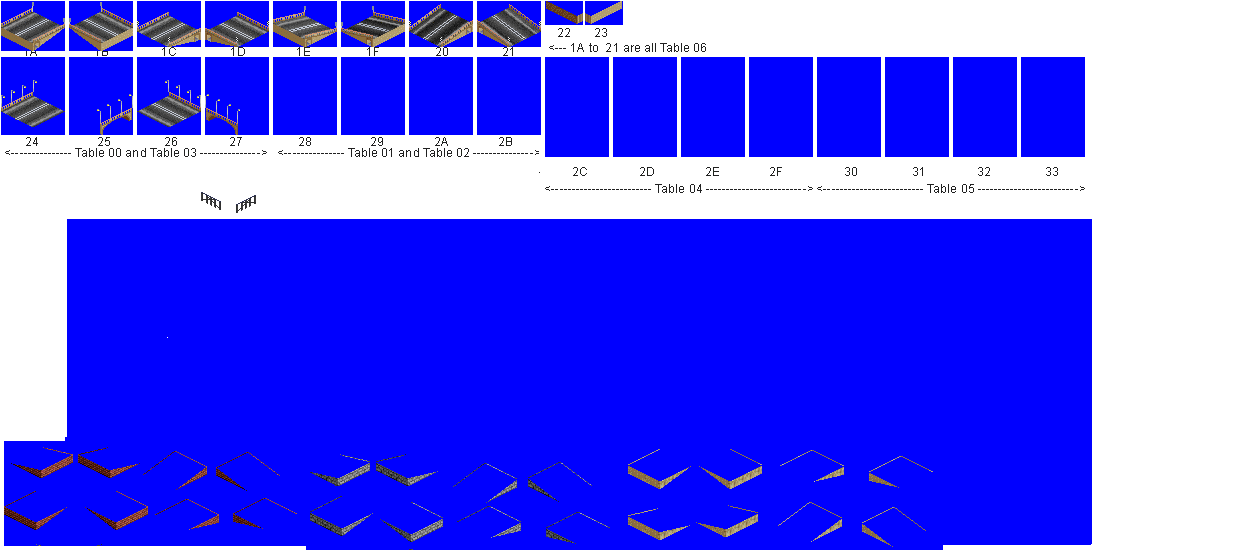 1A 1B 1C 1D 1E 1F 20 21 22 23
<--- 1A to 21 are all Table 06
24 25 26 27 28 29 2A 2B
<--------------- Table 00 and Table 03 ---------------> <--------------- Table 01 and Table 02 --------------->
2C 2D 2E 2F 30 31 32 33
<------------------------ Table 04 ------------------------><------------------------ Table 05 ------------------------>